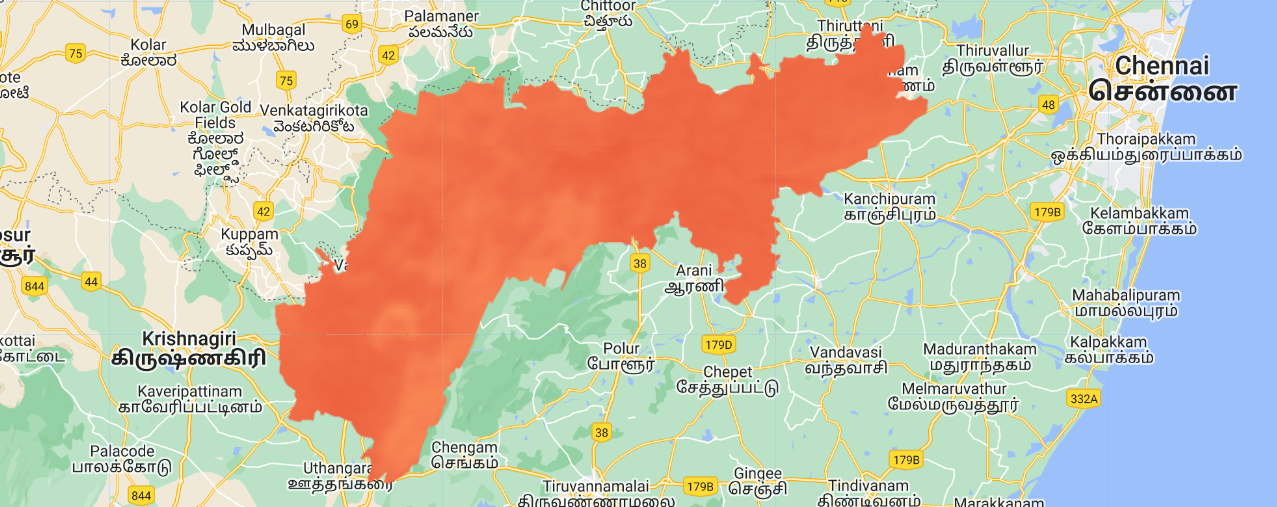 Chittoor
చిత్తూరు
Palamaner
పలమనేరు
69
Mulbagal
ಮುಳಬಾಗಿಲು
Kolar
ಕೋಲಾರ
75
42
75
Thiruttani
Thiruvallur
திருவள்ளூர்
Chennai
சென்னை
48
Kolar Gold
Fields
ಕೋಲಾರ
ಗೋಲ್ಡ್
ಫೀಲ್ಡ್ಸ್
Venkatagirikota
వెంకటగిరికోట
Thoraipakkam
ஒக்கியம்துரைப்பாக்கம்
Kanchipuram
காஞ்சிபுரம்
179B
Kelambakkam
கேளம்பாக்கம்
42
Kuppam
కుప్పమ్
38
Arani
ஆரணி
44
844
Mahabalipuram
மாமல்லபுரம்
Krishnagiri
கிருஷ்ணகிரி
Polur
போளூர்
179D
Vandavasi
வந்தவாசி
Maduranthakam
மதுராந்தகம்
Kalpakkam
கல்பாக்கம்
Chepet
சேத்துப்பட்டு
Kaveripattinam
காவேரிப்பட்டினம்
Melmaruvathur
மேல்மருவத்தூர்
332A
Palacode
பாலக்கோடு
Chengam
செங்கம்
38
179B
Uthangara
ஊத்தங்கரை
844
Tiruvannamalai
திருவண்ணாமலை
179B
Gingee
செஞ்சி
Tindivanam
திண்டிவனம்
Marakkanam